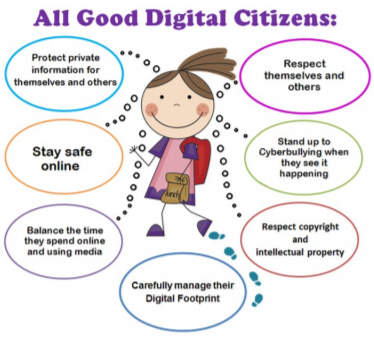 All Good Digital Citizens:
Protect private
information for
themselves and others
Respect
themselves and
others
Stay safe
online
Stand up to
Cyberbullying when
they see it
happening
Balance the time
they spend online
and using media
Respect copyright
and
intellectual property
Carefully manage their
Digital Footprint
lunch